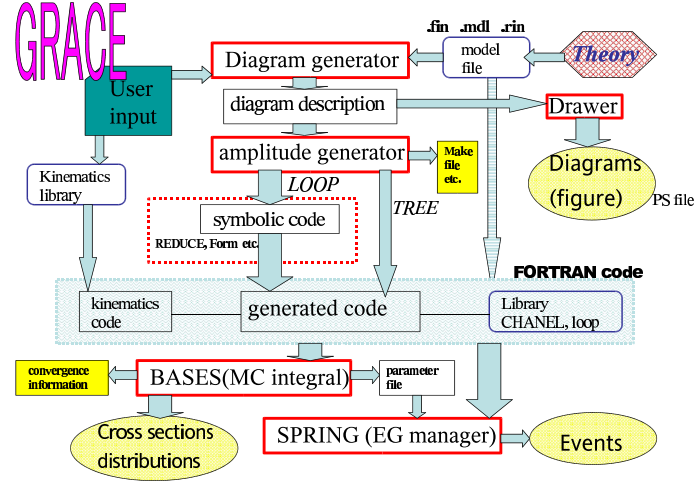 GRACE
.fin .mdl .rin
Diagram generator
model
file
Theory
User
input
diagram description
Drawer
amplitude generator
Make
file
etc.
Diagrams
(figure)
PS file
Kinematics
library
LOOP
TREE
symbolic code
REDUCE, Form etc.
FORTRAN code
kinematics
code
generated code
Library
CHANEL, loop
convergence
information
BASES(MC integral)
parameter
file
Cross sections
distributions
SPRING (EG manager)
Events